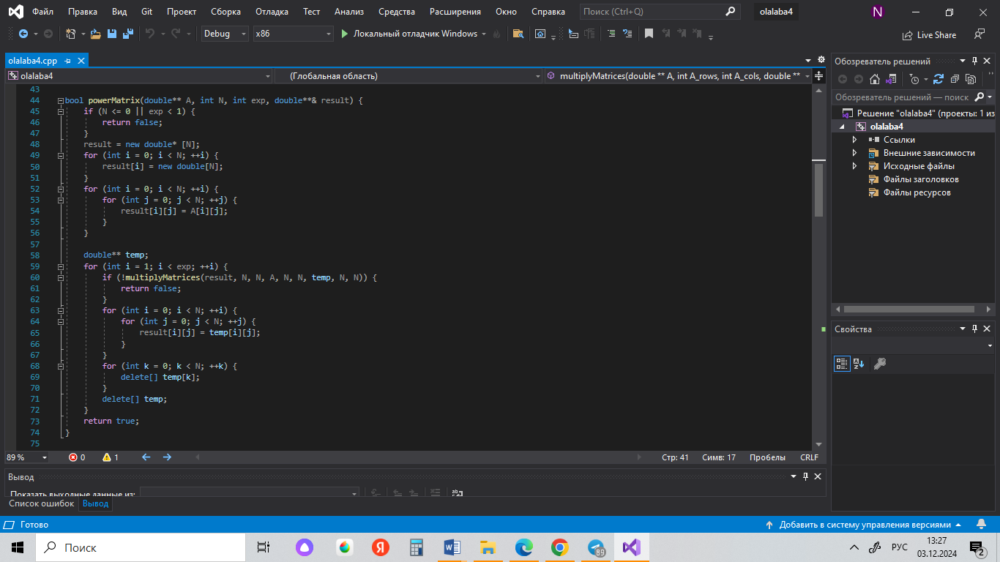 Файл Правка Вид Git Проект Сборка Отладка Тест Анализ Средства Расширения Окно Справка Поиск (Ctrl+Q) olalaba4 N
Debug x86 Локальный отладчик Windows Live Share
olalaba4.cpp
olalaba4 (Глобальная область) multiplyMatrices(double ** A, int A_rows, int A_cols, double **
43
44 bool powerMatrix(double** A, int N, int exp, double**& result) {
45 if (N <= 0 || exp < 1) {
46 return false;
47 }
48 result = new double* [N];
49 for (int i = 0; i < N; ++i) {
50 result[i] = new double[N];
51 }
52 for (int i = 0; i < N; ++i) {
53 for (int j = 0; j < N; ++j) {
54 result[i][j] = A[i][j];
55 }
56 }
57
58 double** temp;
59 for (int i = 1; i < exp; ++i) {
60 if (!multiplyMatrices(result, N, N, A, N, N, temp, N, N)) {
61 return false;
62 }
63 for (int i = 0; i < N; ++i) {
64 for (int j = 0; j < N; ++j) {
65 result[i][j] = temp[i][j];
66 }
67 }
68 for (int k = 0; k < N; ++k) {
69 delete[] temp[k];
70 }
71 delete[] temp;
72 }
73 return true;
74 }
75
89 % 0 1 Стр: 41 Симв: 17 Пробелы CRLF
Вывод
Показать выходные данные из:
Список ошибок Вывод
Обозреватель решений
Обозреватель решений — поиск
Решение "olalaba4" (проекты: 1 из
olalaba4
Ссылки
Внешние зависимости
Исходные файлы
Файлы заголовков
Файлы ресурсов
Свойства
Готово Добавить в систему управления версиями
Поиск Я 89 РУС 13:27
03.12.2024 2